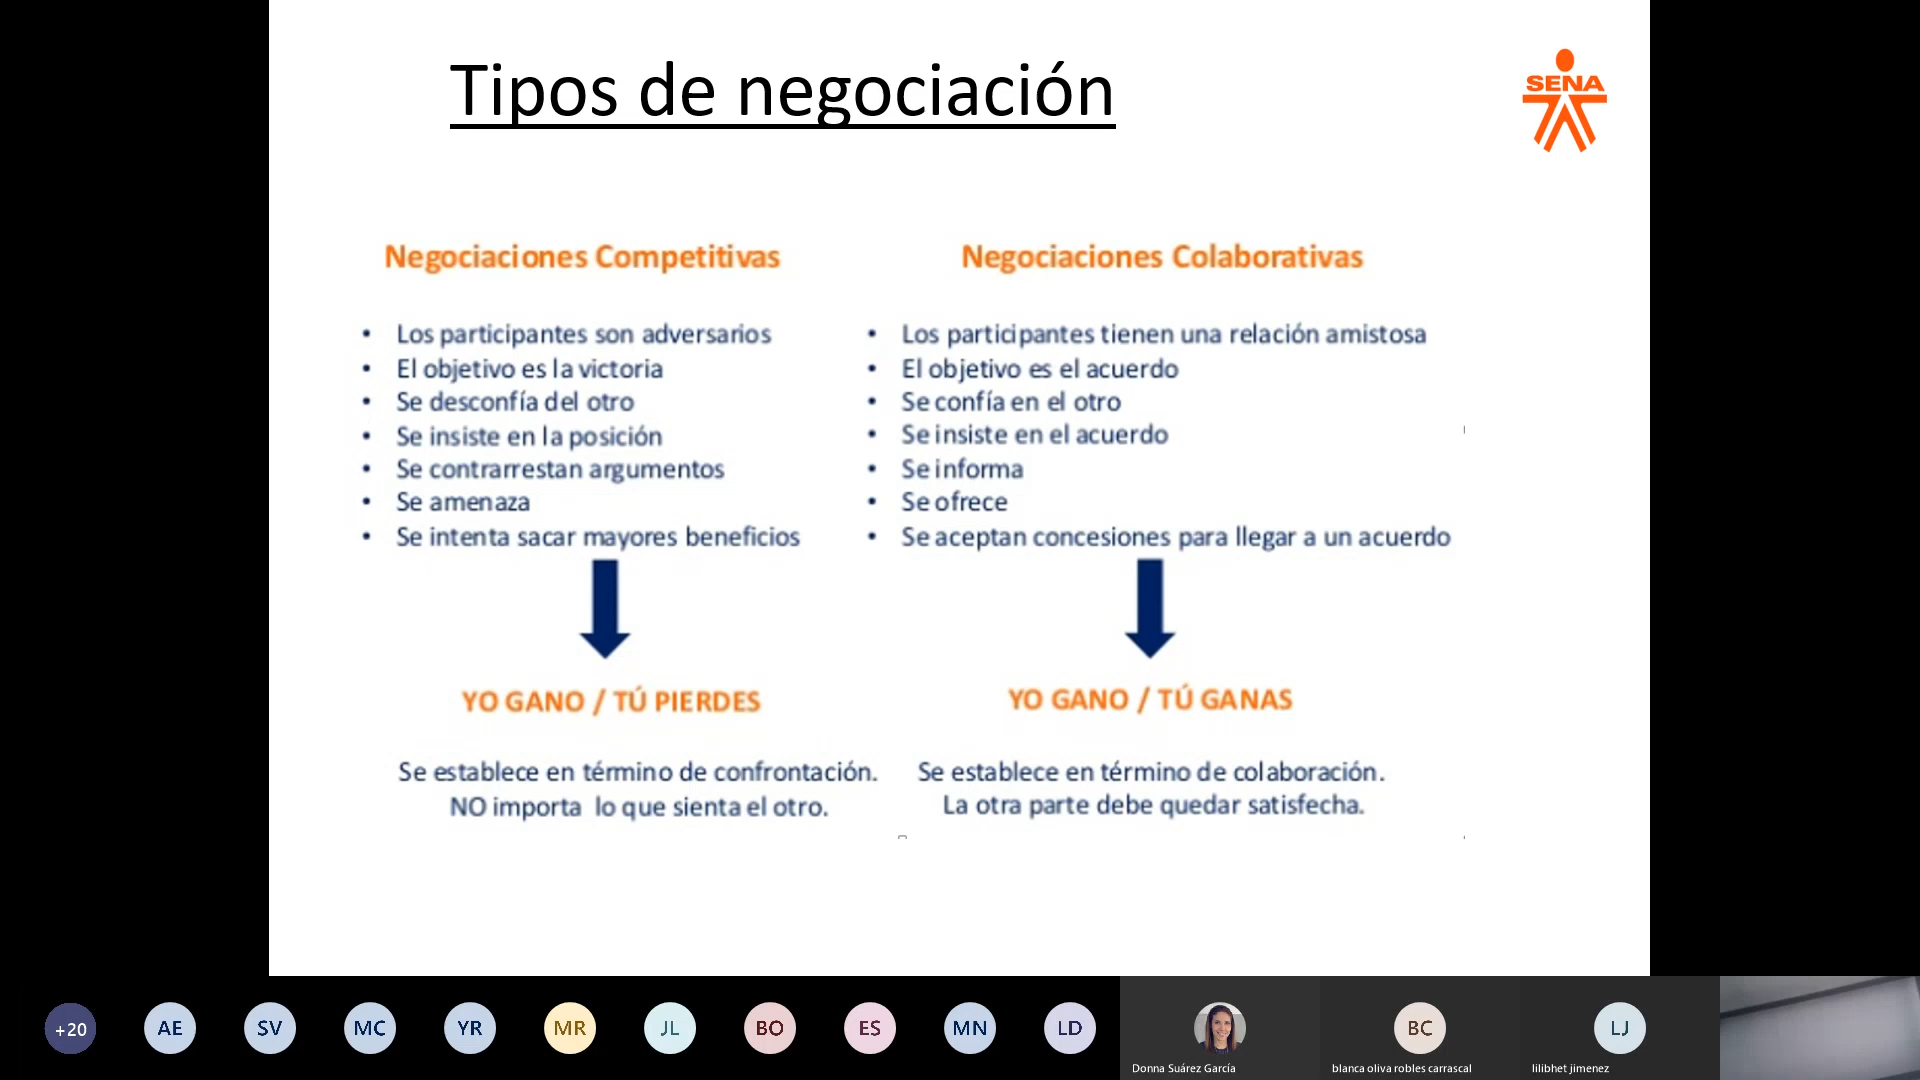 Tipos de negociación
SENA
Negociaciones Competitivas
• Los participantes son adversarios
• El objetivo es la victoria
• Se desconfía del otro
• Se insiste en la posición
• Se contrarrestan argumentos
• Se amenaza
• Se intenta sacar mayores beneficios
YO GANO / TÚ PIERDES
Se establece en término de confrontación.
NO importa lo que sienta el otro.
Negociaciones Colaborativas
• Los participantes tienen una relación amistosa
• El objetivo es el acuerdo
• Se confía en el otro
• Se insiste en el acuerdo
• Se informa
• Se ofrece
• Se aceptan concesiones para llegar a un acuerdo
YO GANO / TÚ GANAS
Se establece en término de colaboración.
La otra parte debe quedar satisfecha.
+20
AE
SV
MC
YR
MR
JL
BO
ES
MN
LD
Donna Suárez García
BC
blanca oliva robles carrascal
LJ
lilibhet jimenez